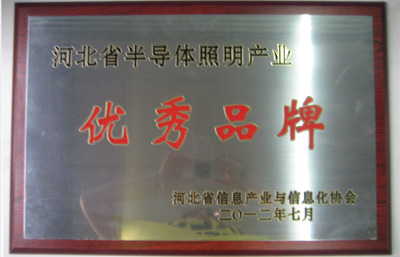 河北省半导体照明产业
优秀品牌
河北省信息产业与信息化协会
二〇一二年七月